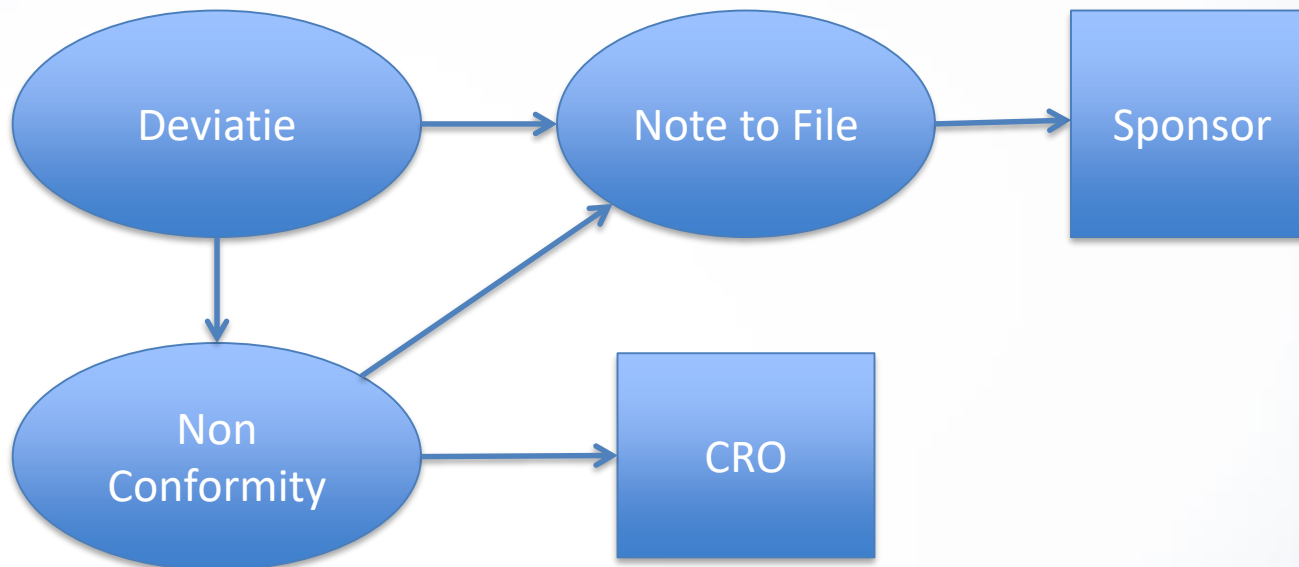 Deviatie
Note to File
Sponsor
Non
Conformity
CRO